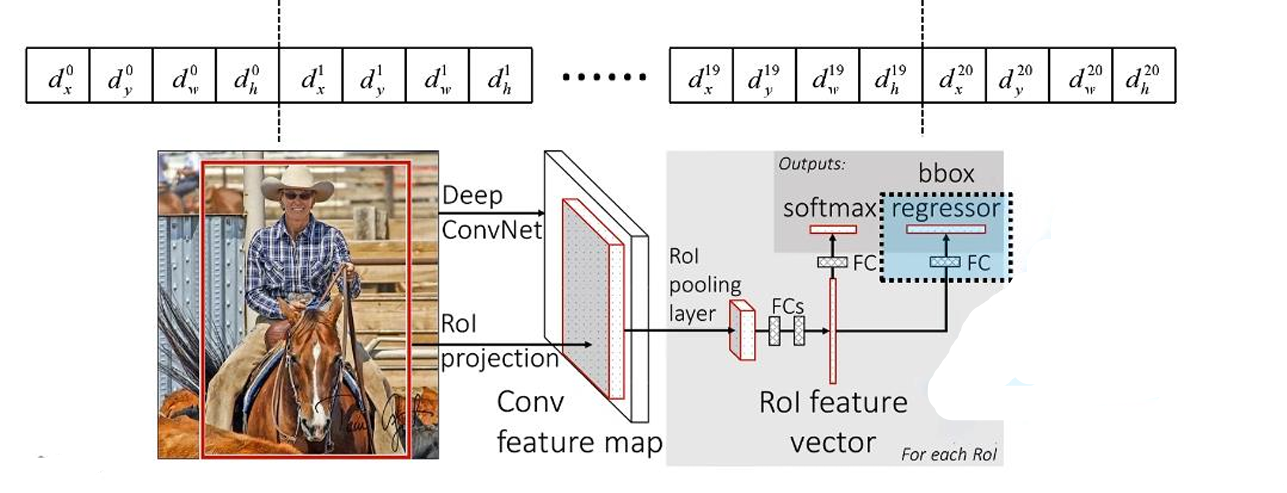 d_x^0 d_y^0 d_w^0 d_h^0 d_x^1 d_y^1 d_w^1 d_h^1 ······· d_x^19 d_y^19 d_w^19 d_h^19 d_x^20 d_y^20 d_w^20 d_h^20
Outputs:
bbox
softmax
regressor
Deep
ConvNet
FC
FC
RoI
pooling
layer
FCs
RoI
projection
Conv
feature map
RoI feature
vector
For each RoI